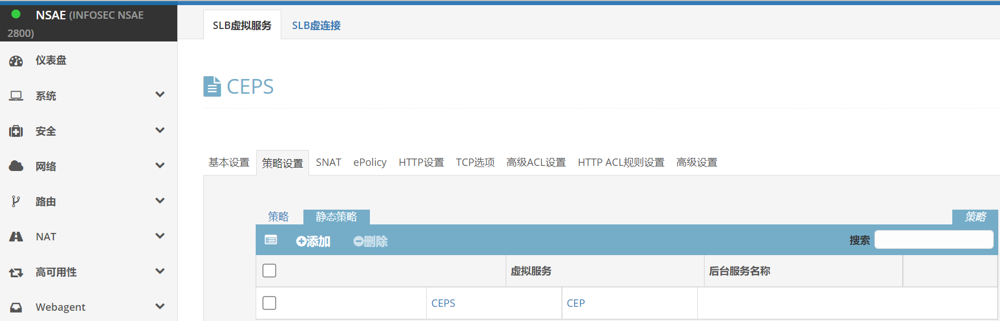 NSAE (INFOSEC NSAE
2800)
SLB虚拟服务 SLB虚连接
仪表盘
系统
安全
网络
路由
NAT
高可用性
Webagent
CEPS
基本设置 策略设置 SNAT ePolicy HTTP设置 TCP选项 高级ACL设置 HTTP ACL规则设置 高级设置
策略 静态策略 策略
添加 删除 搜索
虚拟服务 后台服务名称
CEPS CEP